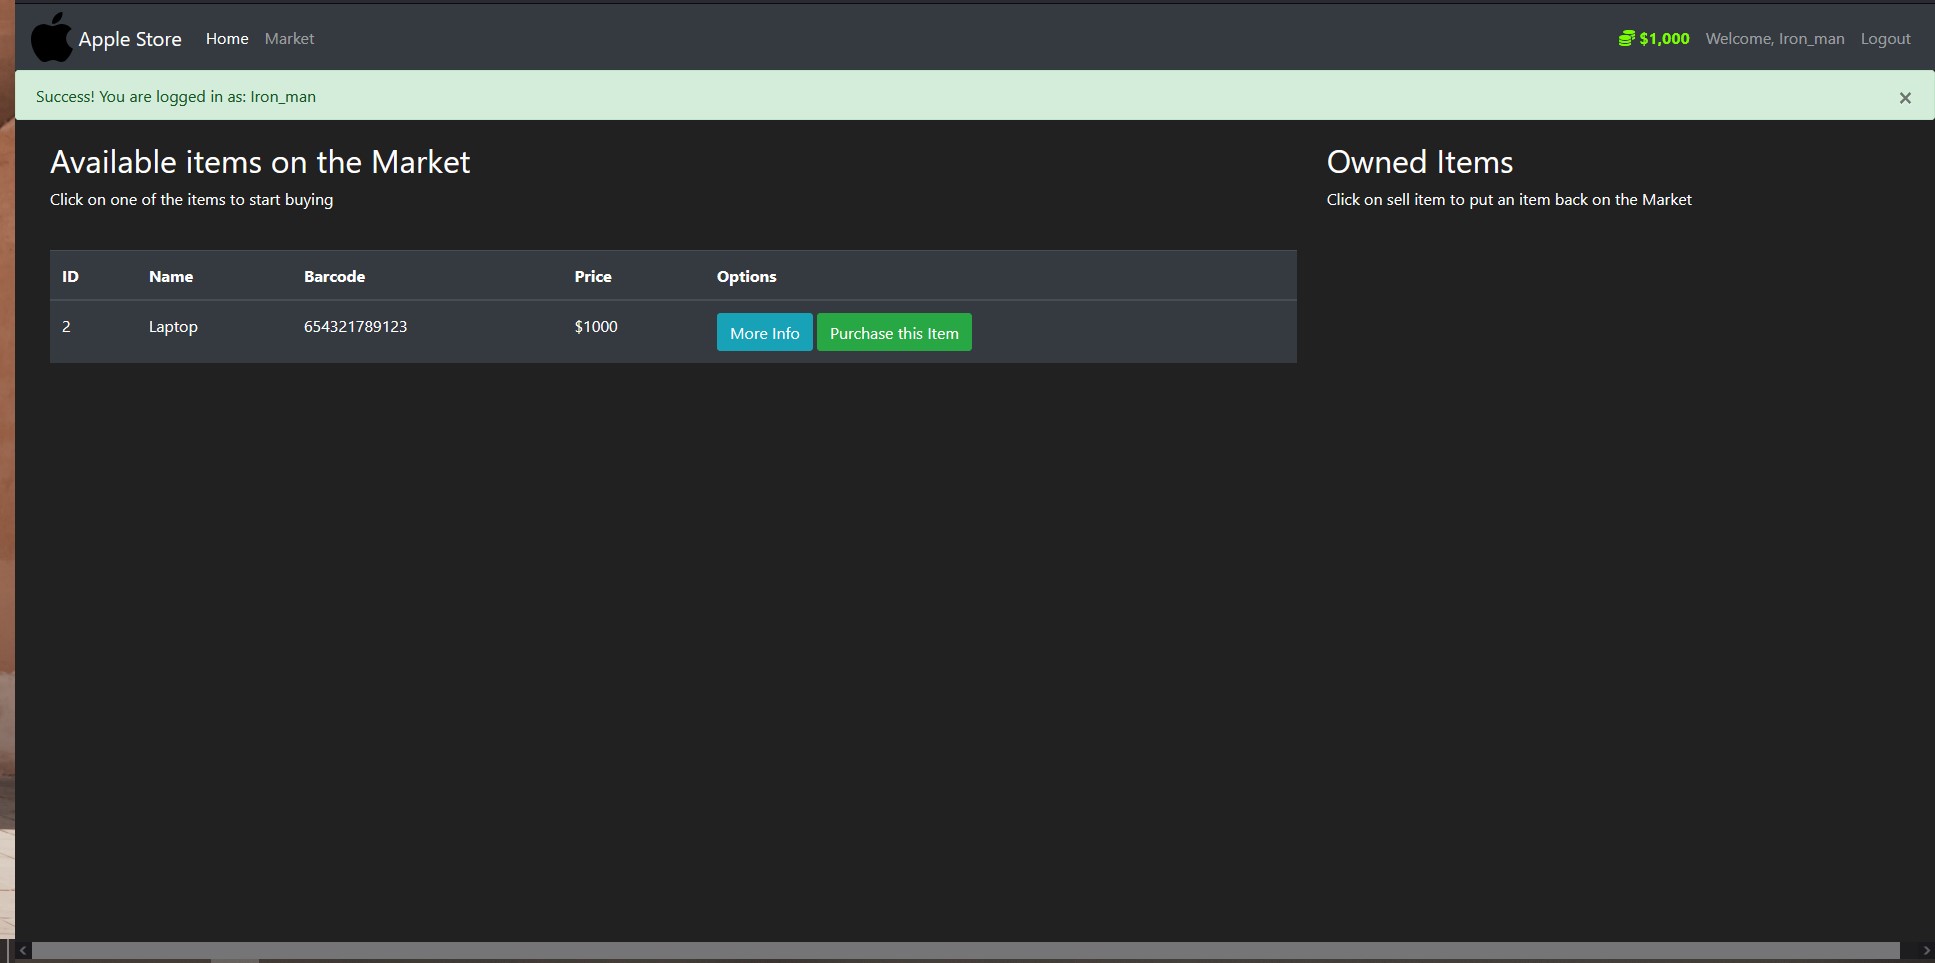 Apple Store Home Market $1,000 Welcome, Iron_man Logout
Success! You are logged in as: Iron_man ×
Available items on the Market
Click on one of the items to start buying
Owned Items
Click on sell item to put an item back on the Market
ID Name Barcode Price Options
2 Laptop 654321789123 $1000 More Info Purchase this Item